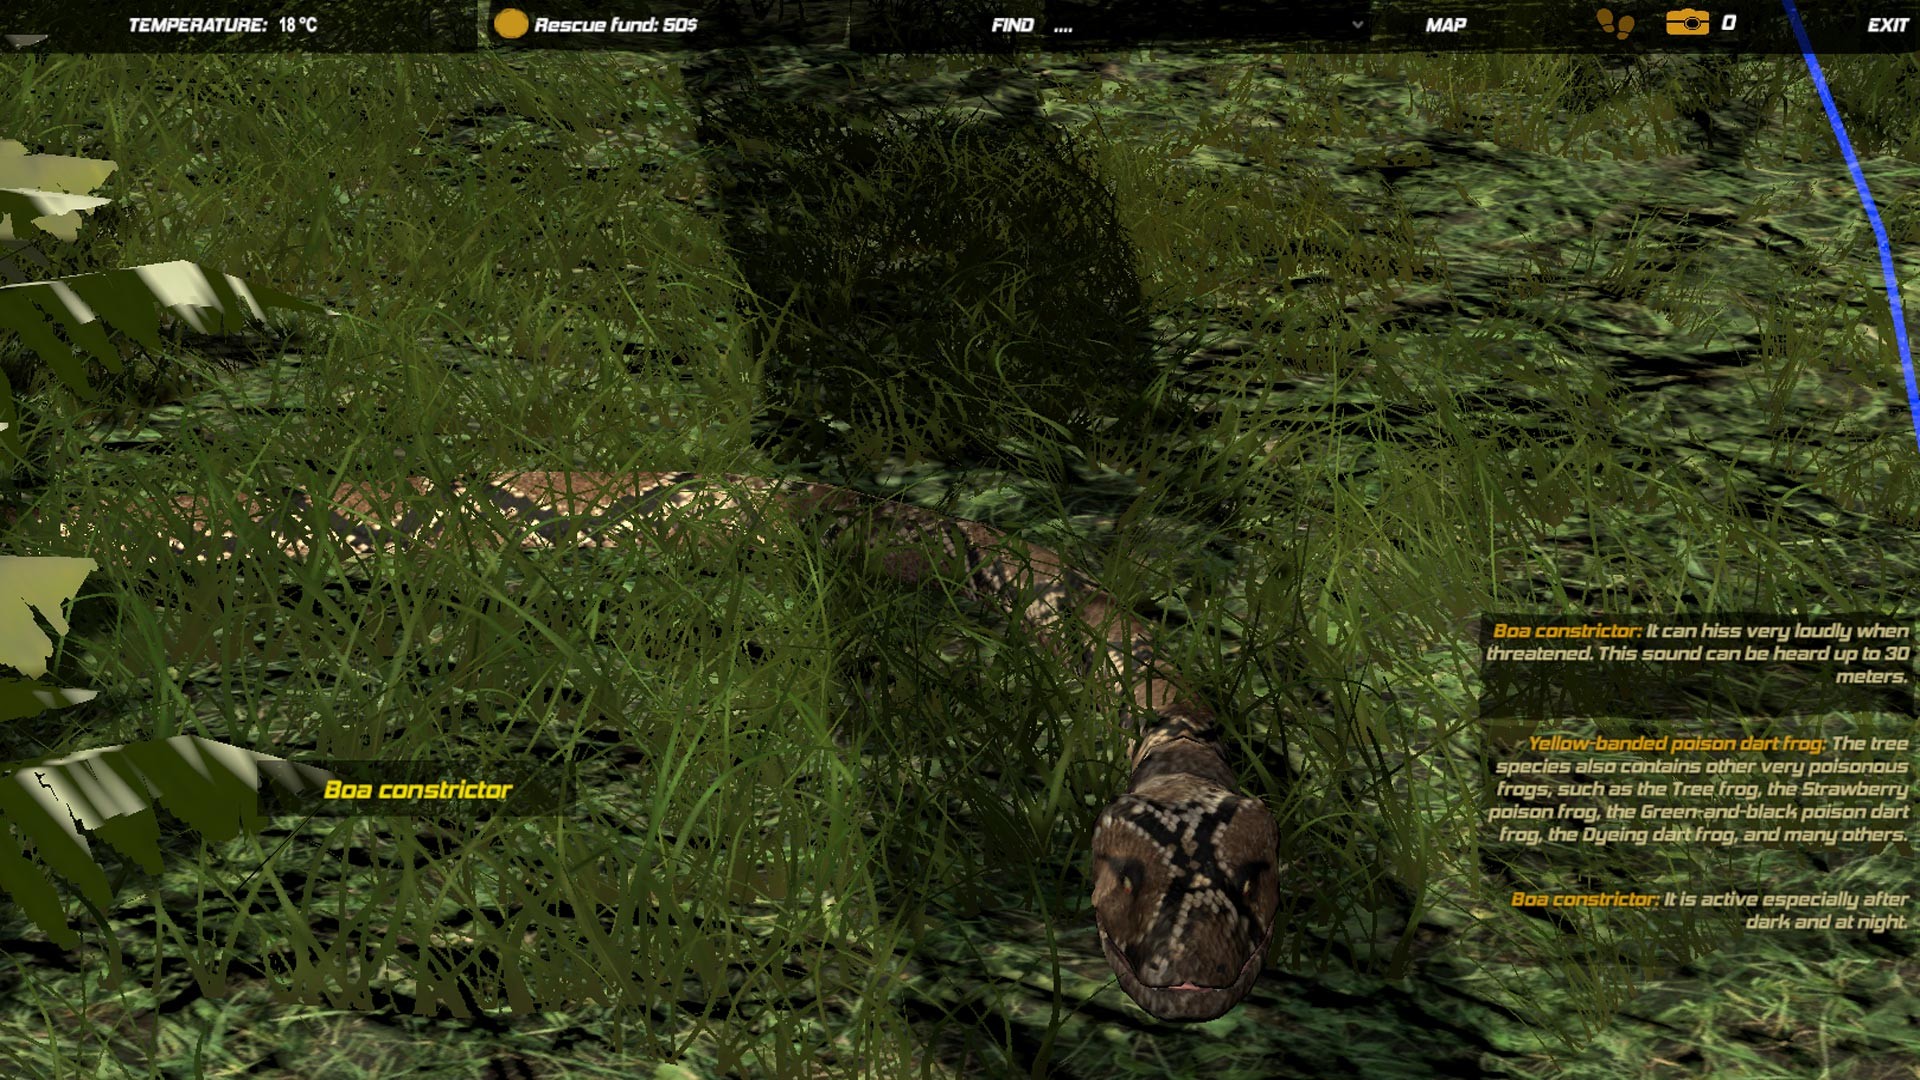 TEMPERATURE: 18 °C
Rescue fund: 50$
FIND ....
MAP
0
EXIT
Boa constrictor: It can hiss very loudly when
threatened. This sound can be heard up to 30
meters.
Yellow-banded poison dart frog: The tree
species also contains other very poisonous
frogs, such as the Tree frog, the Strawberry
poison frog, the Green-and-black poison dart
frog, the Dyeing dart frog, and many others.
Boa constrictor
Boa constrictor: It is active especially after
dark and at night.